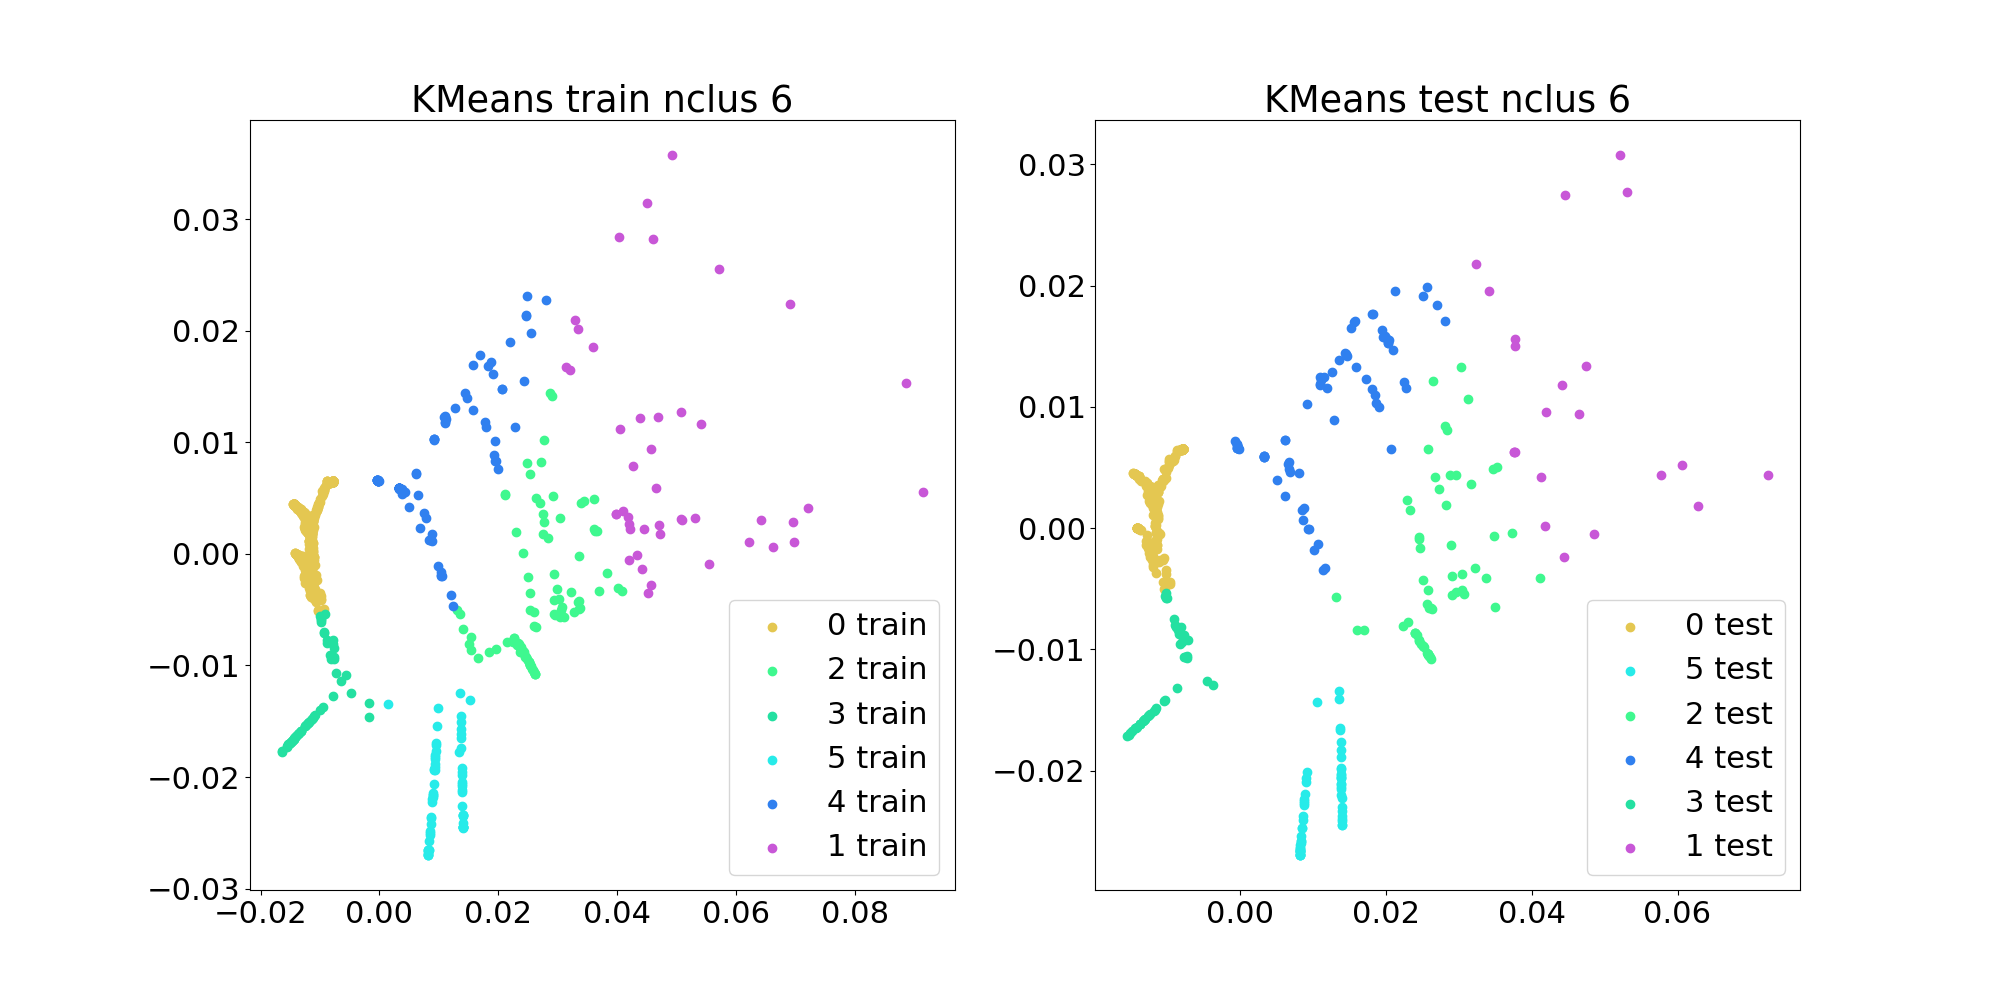 KMeans train nclus 6
0.03
0.02
0.01
0.00
−0.01
−0.02
−0.03
−0.02 0.00 0.02 0.04 0.06 0.08
0 train
2 train
3 train
5 train
4 train
1 train
KMeans test nclus 6
0.03
0.02
0.01
0.00
−0.01
−0.02
0.00 0.02 0.04 0.06
0 test
5 test
2 test
4 test
3 test
1 test